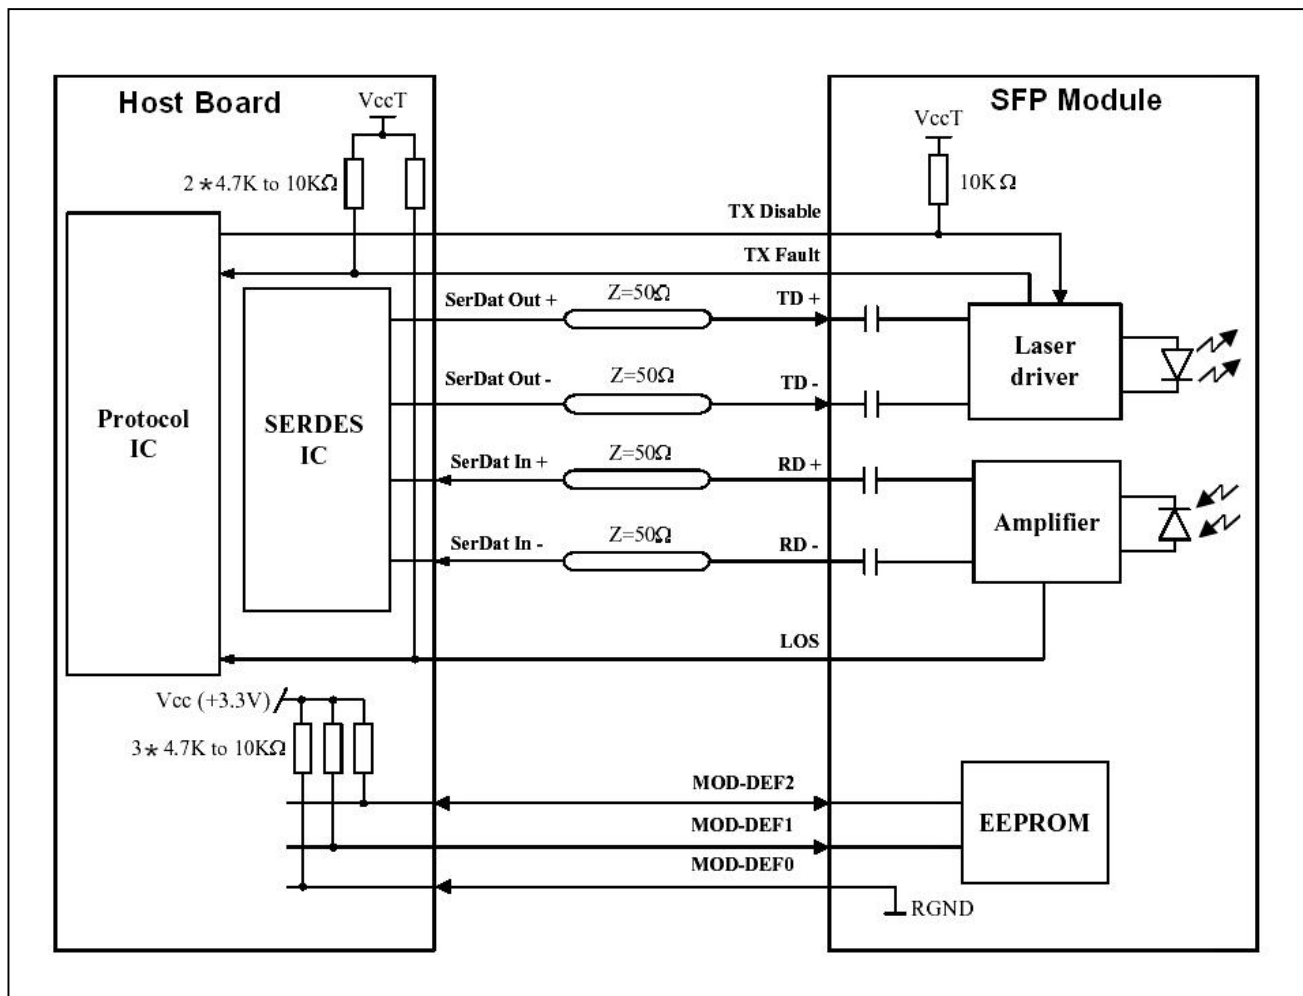 Host Board
SFP Module
VccT
VccT
2*4.7K to 10KΩ
10KΩ
TX Disable
TX Fault
SerDat Out +
Z=50Ω
TD +
Laser
driver
SerDat Out -
Z=50Ω
TD -
Protocol
IC
SERDES
IC
SerDat In +
Z=50Ω
RD +
Amplifier
SerDat In -
Z=50Ω
RD -
LOS
Vcc (+3.3V)
3* 4.7K to 10KΩ
MOD-DEF2
MOD-DEF1
MOD-DEF0
EEPROM
RGND